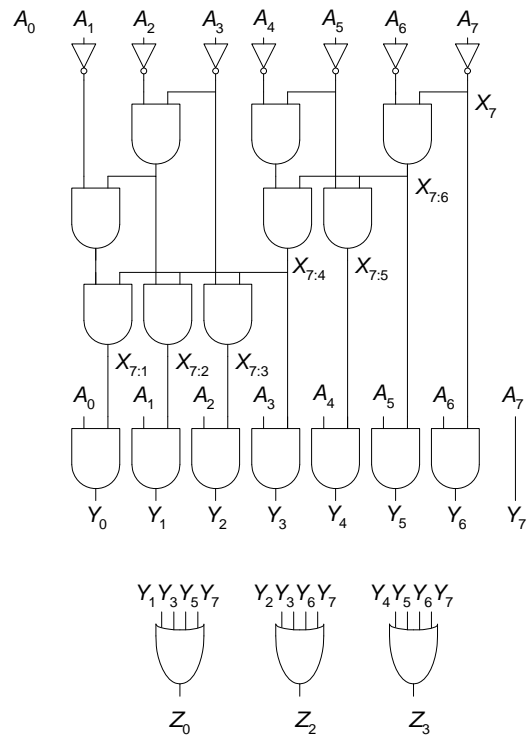 A0 A1 A2 A3 A4 A5 A6 A7
X7
X7:6
X7:4 X7:5
X7:1 X7:2 X7:3
A0 A1 A2 A3 A4 A5 A6 A7
Y0 Y1 Y2 Y3 Y4 Y5 Y6 Y7
Y1 Y3 Y5 Y7 Y2 Y3 Y6 Y7 Y4 Y5 Y6 Y7
Z0 Z2 Z3